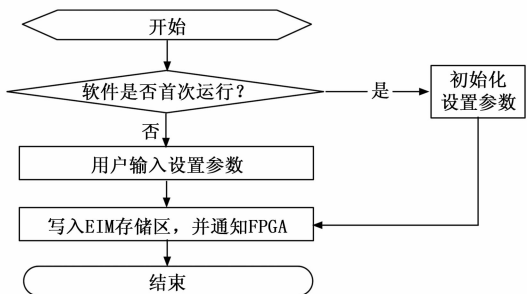 开始
软件是否首次运行?
是
初始化
设置参数
否
用户输入设置参数
写入EIM存储区，并通知FPGA
结束